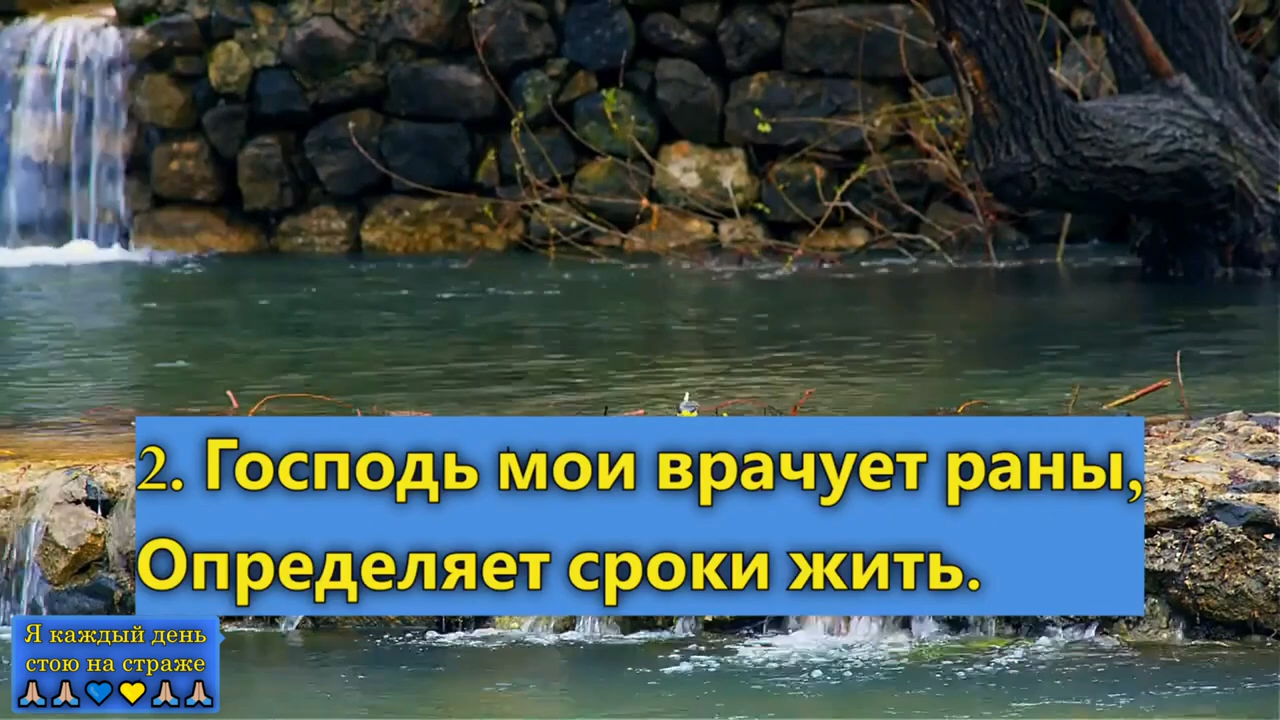 2. Господь мои врачует раны,
Определяет сроки жить.
Я каждый день
стою на страже
🙏🏼🙏🏼💙💛🙏🏼🙏🏼